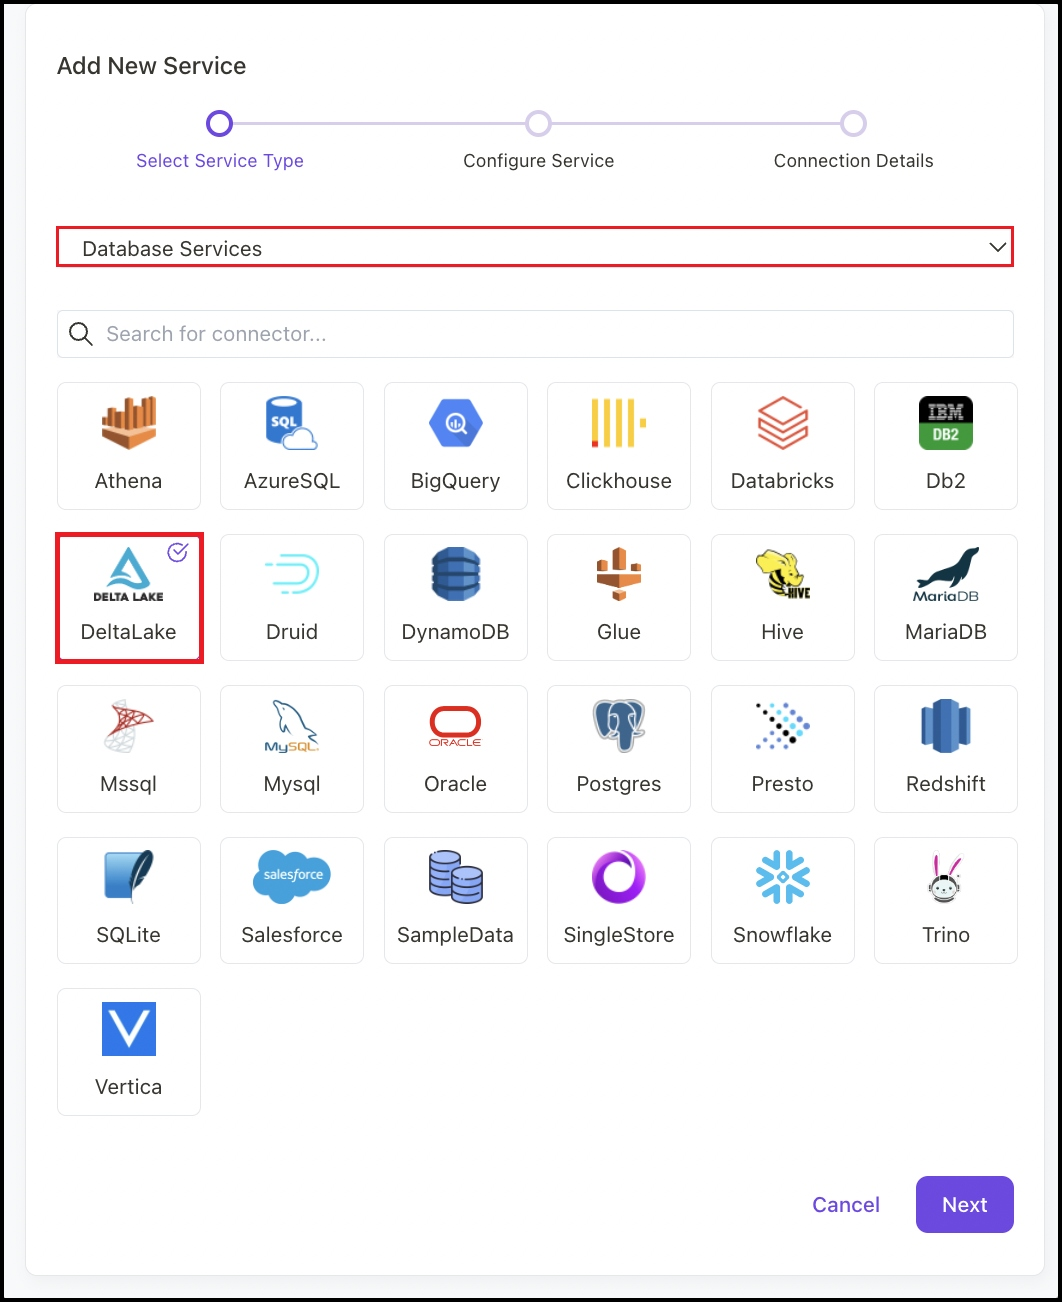 Add New Service
Select Service Type Configure Service Connection Details
Database Services
Search for connector...
SQL IBM DB2
Athena AzureSQL BigQuery Clickhouse Databricks Db2
DELTA LAKE HIVE MariaDB
DeltaLake Druid DynamoDB Glue Hive MariaDB
MySQL ORACLE
Mssql Mysql Oracle Postgres Presto Redshift
salesforce
SQLite Salesforce SampleData SingleStore Snowflake Trino
V
Vertica
Cancel Next